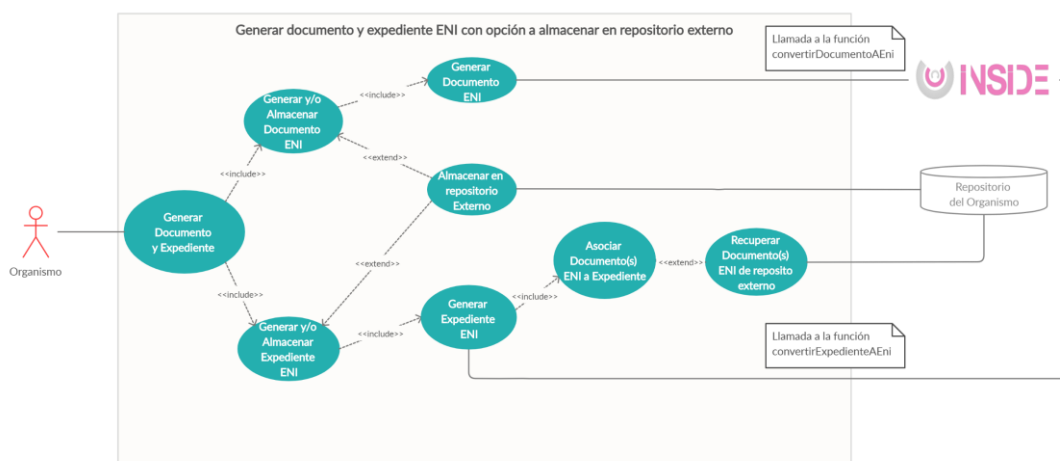 Generar documento y expediente ENI con opción a almacenar en repositorio externo
Llamada a la función
convertirDocumentoAEni
Generar
Documento
ENI
INSIDE
<<include>>
Generar y/o
Almacenar
Documento
ENI
<<extend>>
<<include>>
Almacenar en
repositorio
Externo
Repositorio
del Organismo
Generar
Documento
y Expediente
Organismo
Asociar
Documento(s)
ENI a Expediente
<<extend>>
Recuperar
Documento(s)
ENI de reposito
externo
<<extend>>
<<include>>
<<include>>
Generar
Expediente
ENI
<<include>>
Generar y/o
Almacenar
Expediente
ENI
Llamada a la función
convertirExpedienteAEni